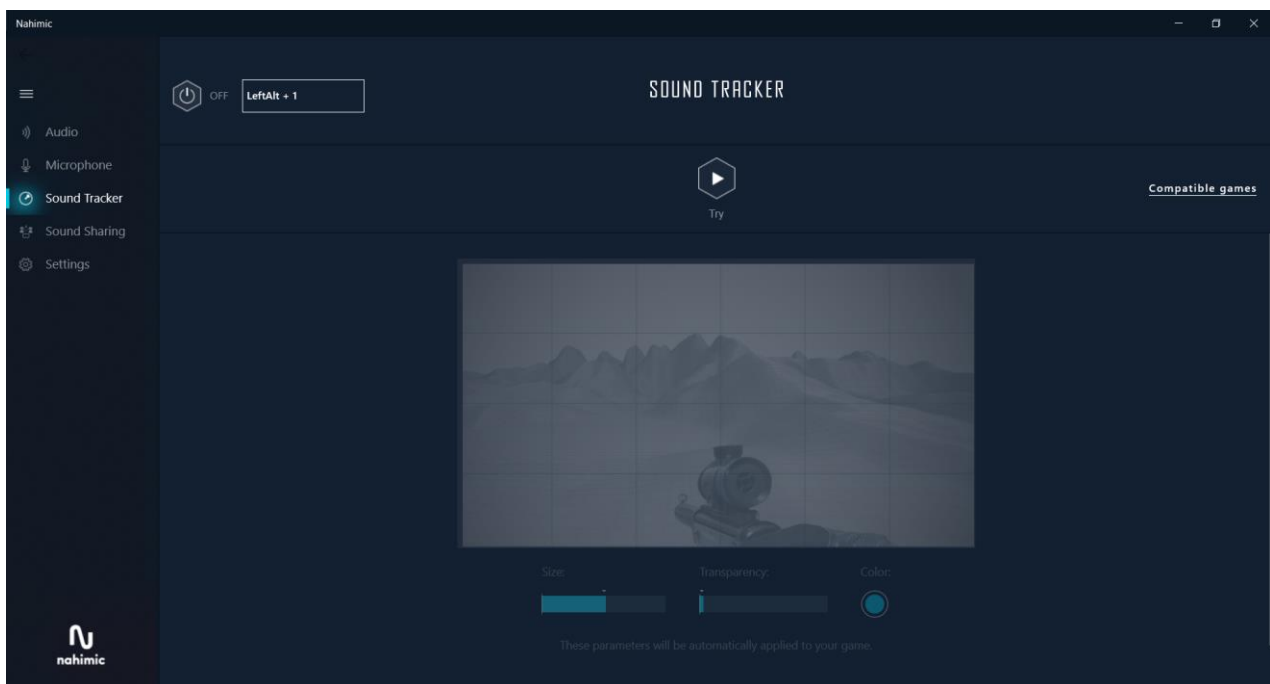 Nahimic
OFF
LeftAlt + 1
SOUND TRACKER
Audio
Microphone
Sound Tracker
Sound Sharing
Settings
Try
Compatible games
Size:
Transparency:
Color:
These parameters will be automatically applied to your game.
nahimic